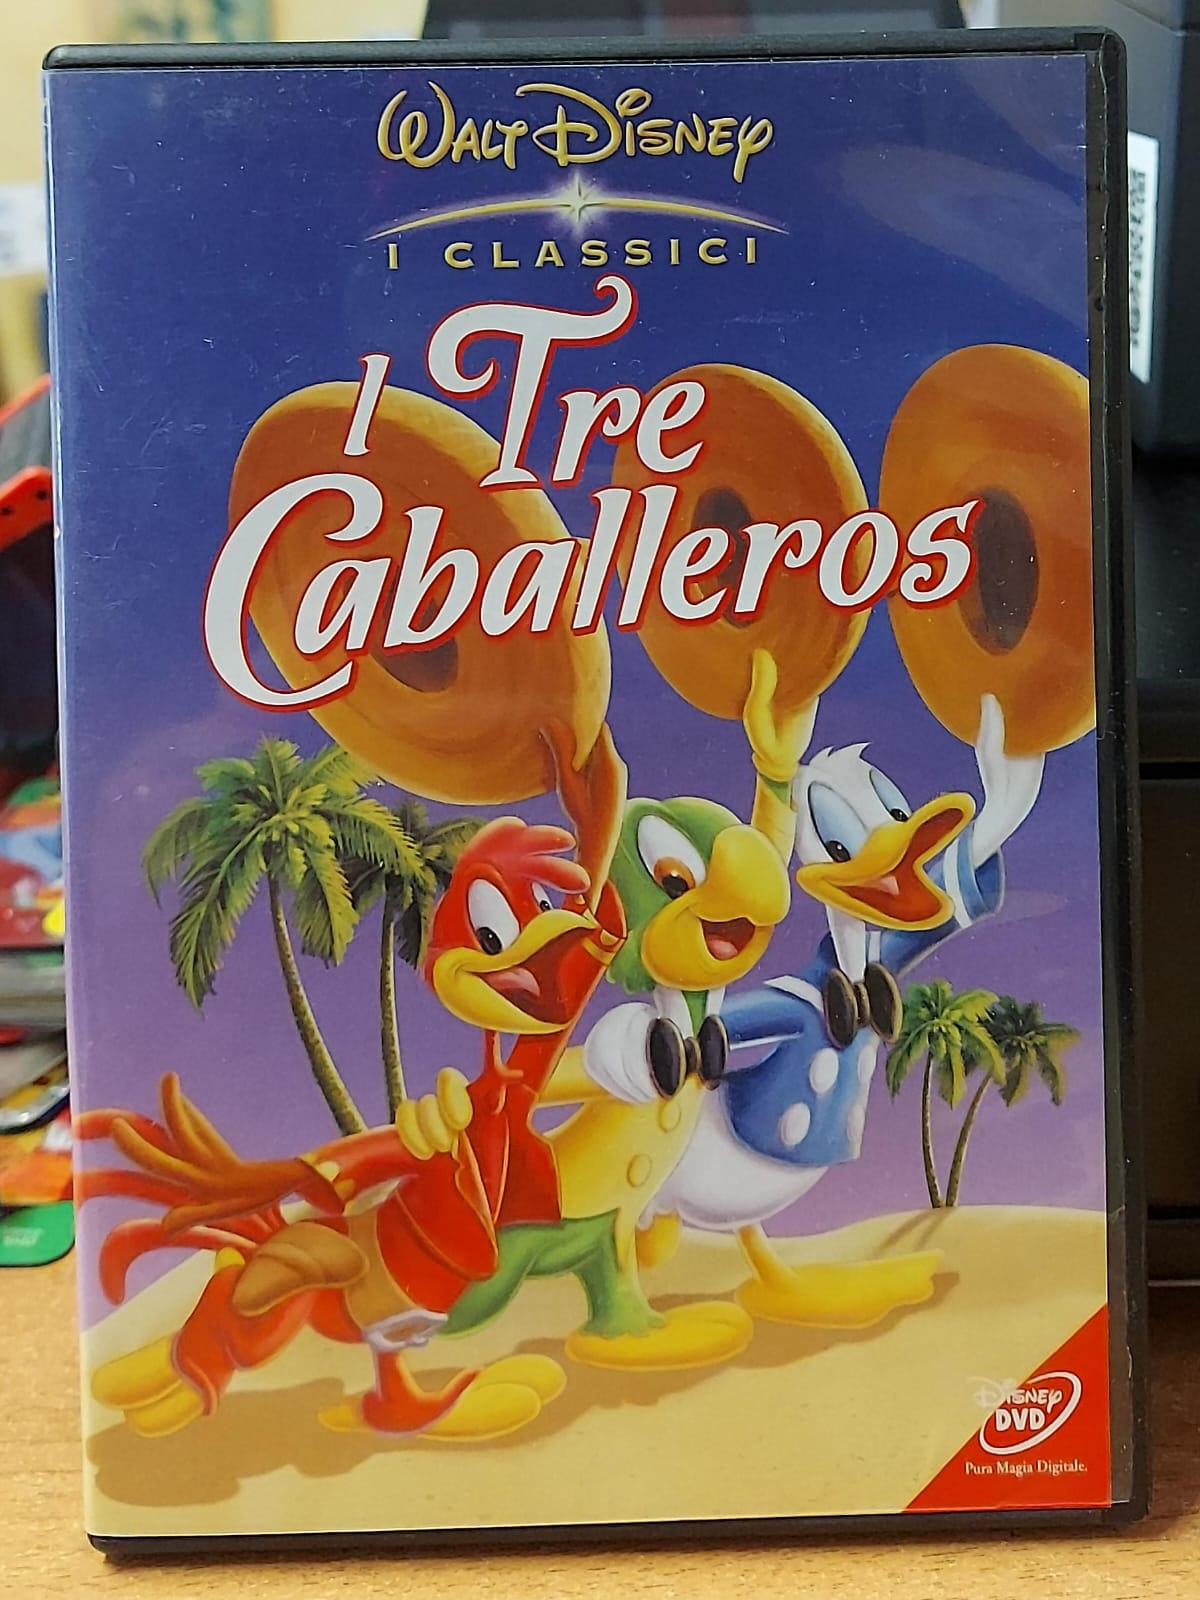 WALT DISNEY
I CLASSICI
I Tre
Caballeros
DISNEY
DVD
Pura Magia Digitale.